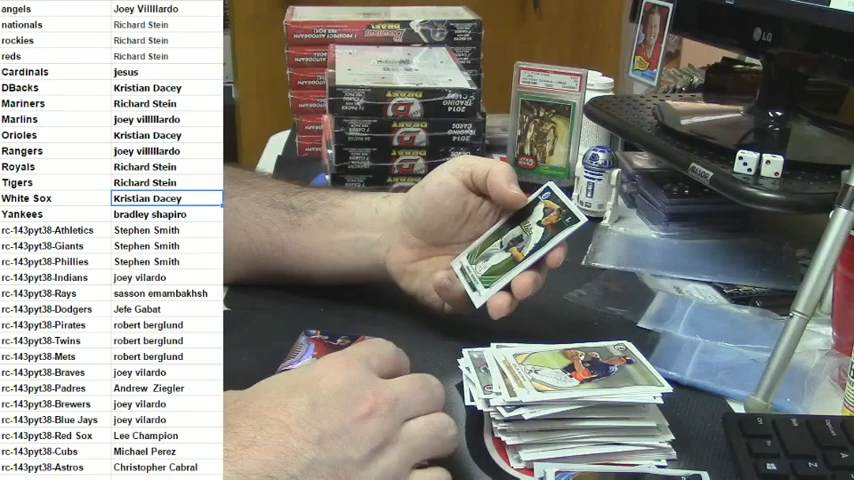 angels Joey Villlardo
nationals Richard Stein
rockies Richard Stein
reds Richard Stein
Cardinals jesus
DBacks Kristian Dacey
Mariners Richard Stein
Marlins joey villlllardo
Orioles Kristian Dacey
Rangers joey villlllardo
Royals Richard Stein
Tigers Richard Stein
White Sox Kristian Dacey
Yankees bradley shapiro
rc-143pyt38-Athletics Stephen Smith
rc-143pyt38-Giants Stephen Smith
rc-143pyt38-Phillies Stephen Smith
rc-143pyt38-Indians joey vilardo
rc-143pyt38-Rays sasson emambakhsh
rc-143pyt38-Dodgers Jefe Gabat
rc-143pyt38-Pirates robert berglund
rc-143pyt38-Twins robert berglund
rc-143pyt38-Mets robert berglund
rc-143pyt38-Braves joey vilardo
rc-143pyt38-Padres Andrew Ziegler
rc-143pyt38-Brewers joey vilardo
rc-143pyt38-Blue Jays joey vilardo
rc-143pyt38-Red Sox Lee Champion
rc-143pyt38-Cubs Michael Perez
rc-143pyt38-Astros Christopher Cabral
DRAFT
2014
TRADING
CARDS
DRAFT
LG